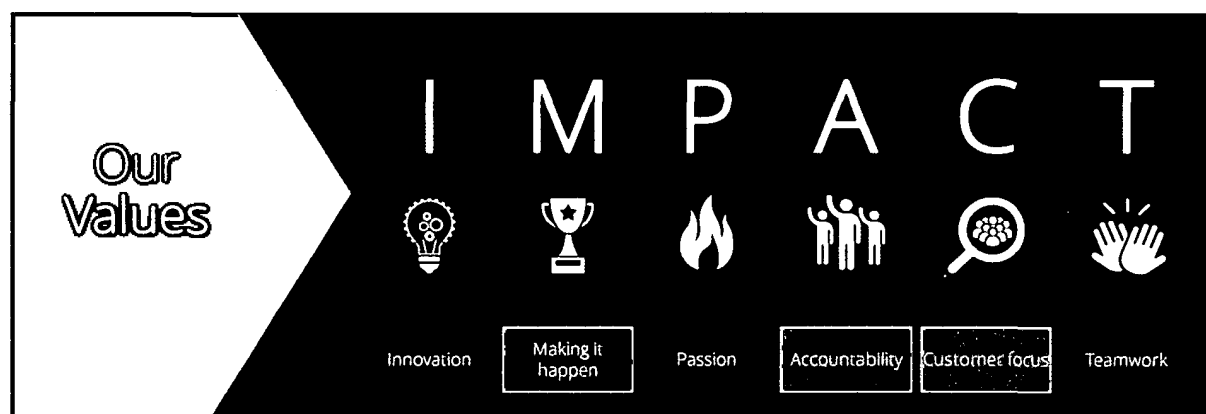 Our
Values
I M P A C T
Innovation
Making it
happen
Passion
Accountability
Customer focus
Teamwork